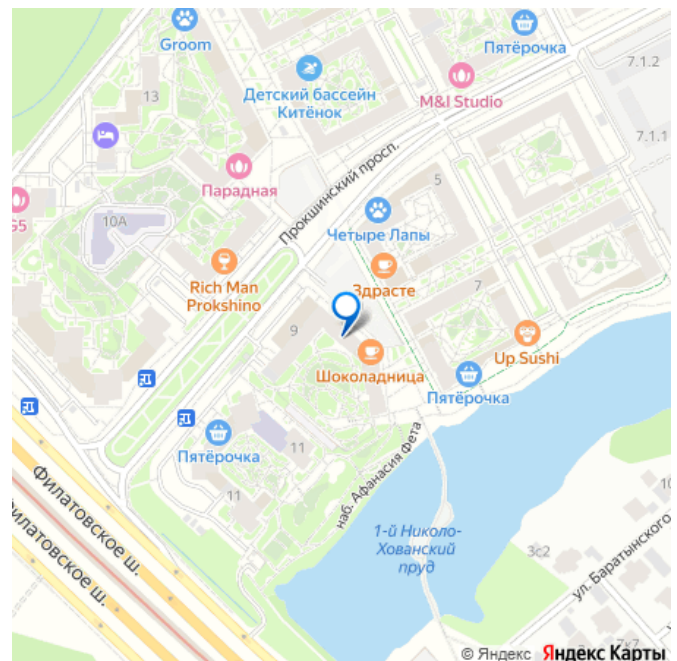 Groom
Пятёрочка
7.1.2
Детский бассейн
Китёнок
M&I Studio
13
7.1.1
Парадная
Прокшинский просп.
5
10А
Четыре Лапы
Rich Man
Prokshino
Здрасте
7
9
Up Sushi
Шоколадница
Пятёрочка
Пятёрочка
11
11
наб. Афанасия Фета
Филатовское ш.
Филатовское ш.
1-й Николо-
Хованский
пруд
3с2
ул. Баратынского
7к7
© Яндекс Яндекс Карты